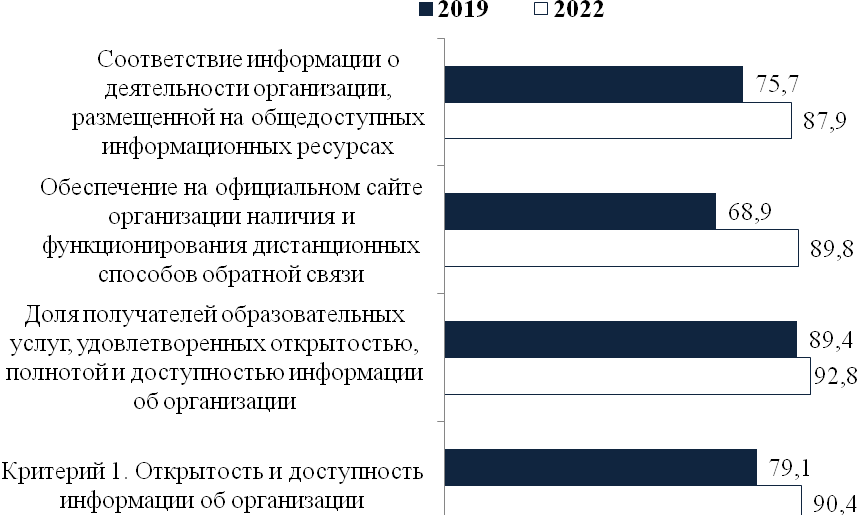 2019 2022
Соответствие информации о
деятельности организации,
размещенной на общедоступных
информационных ресурсах
75,7
87,9
Обеспечение на официальном сайте
организации наличия и
функционирования дистанционных
способов обратной связи
68,9
89,8
Доля получателей образовательных
услуг, удовлетворенных открытостью,
полнотой и доступностью информации
об организации
89,4
92,8
Критерий 1. Открытость и доступность
информации об организации
79,1
90,4